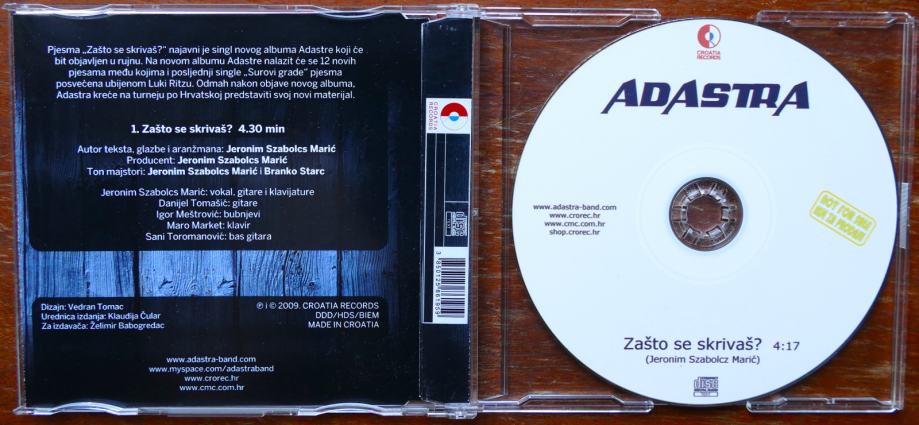 Pjesma „Zašto se skrivaš?" najavni je singl novog albuma Adastre koji će
bit objavljen u rujnu. Na novom albumu Adastre nalazit će se 12 novih
pjesama među kojima i posljednji single „Surovi grade" pjesma
posvećena ubijenom Luki Ritzu. Odmah nakon objave novog albuma,
Adastra kreće na turneju po Hrvatskoj predstaviti svoj novi materijal.
1. Zašto se skrivaš? 4.30 min
Autor teksta, glazbe i aranžmana: Jeronim Szabolcs Marić
Producent: Jeronim Szabolcs Marić
Ton majstori: Jeronim Szabolcs Marić i Branko Starc
Jeronim Szabolcs Marić: vokal, gitare i klavijature
Danijel Tomašić: gitare
Igor Meštrović: bubnjevi
Maro Market: klavir
Sani Toromanović: bas gitara
Dizajn: Vedran Tomac
Urednica izdanja: Klaudija Čular
Za izdavača: Želimir Babogredac
℗ i © 2009. CROATIA RECORDS
DDD/HDS/BIEM
MADE IN CROATIA
www.adastra-band.com
www.myspace.com/adastraband
www.crorec.hr
www.cmc.com.hr
CROATIA
RECORDS
CROATIA
RECORDS
ADASTRA
www.adastra-band.com
www.crorec.hr
www.cmc.com.hr
shop.crorec.hr
NOT FOR SALE
Zašto se skrivaš? 4:17
(Jeronim Szabolcz Marić)